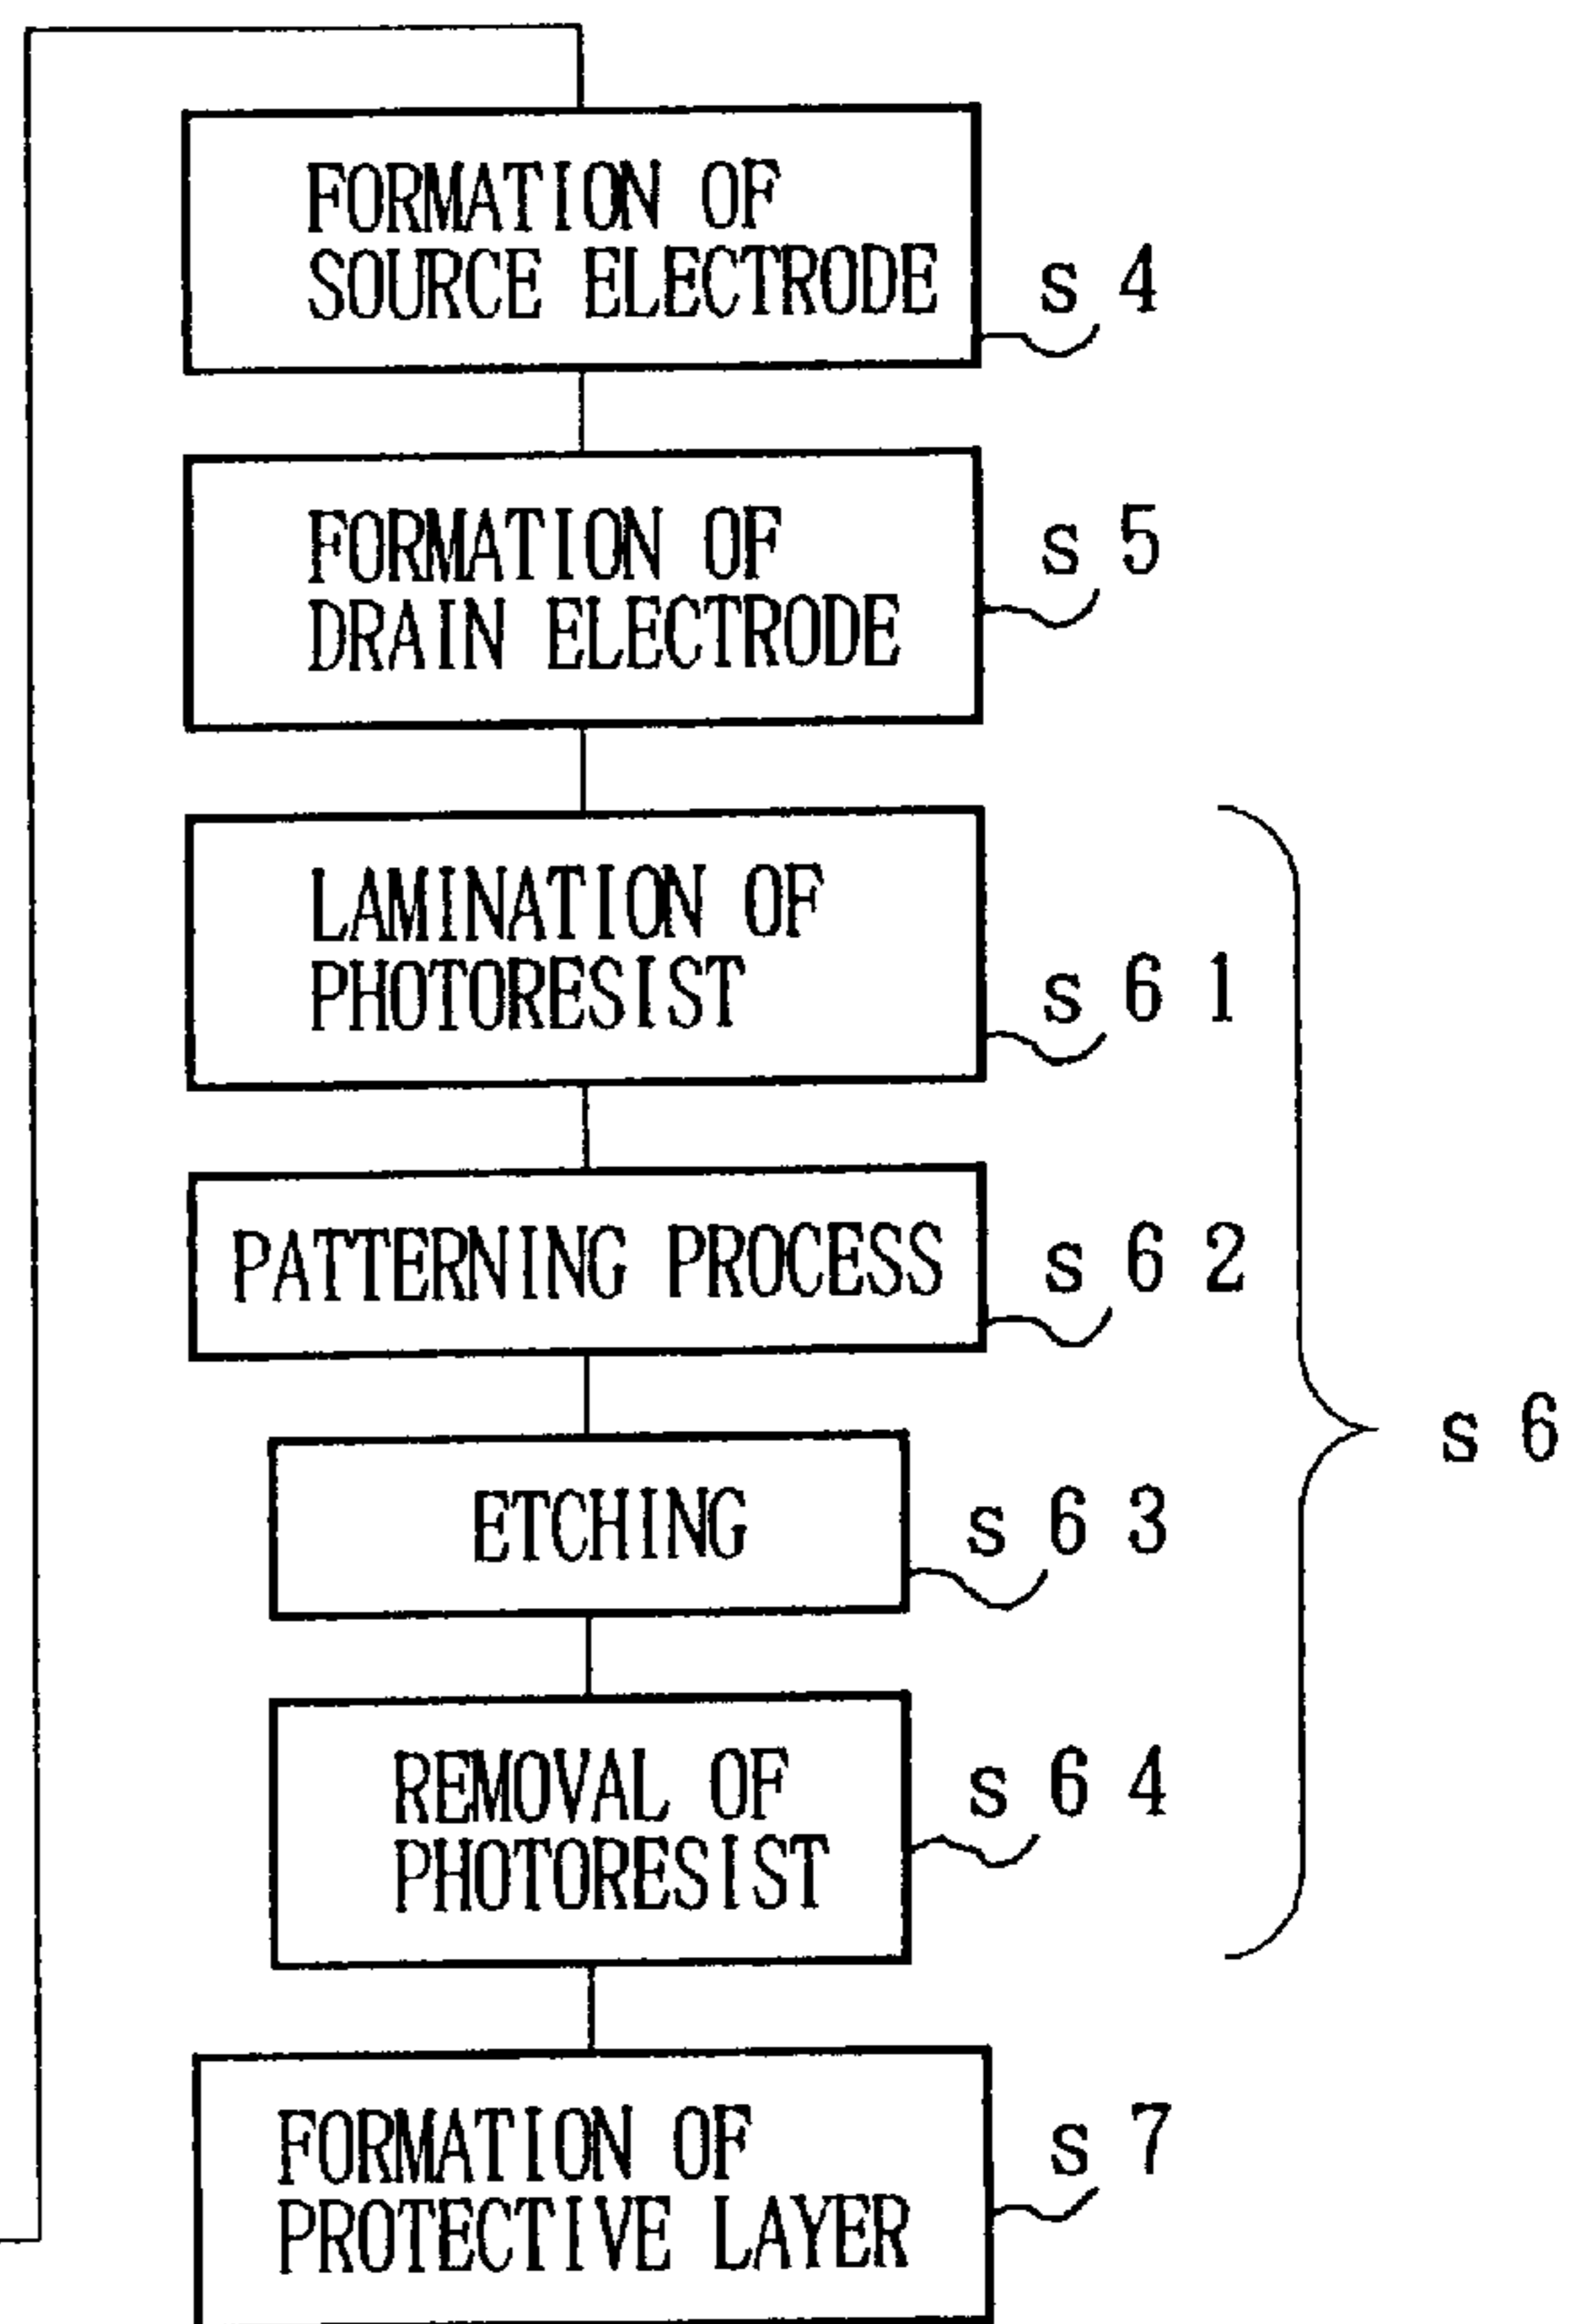 FORMATION OF
SOURCE ELECTRODE
s 4
FORMATION OF
DRAIN ELECTRODE
s 5
LAMINATION OF
PHOTORESIST
s 6 1
PATTERNING PROCESS
s 6 2
ETCHING
s 6 3
REMOVAL OF
PHOTORESIST
s 6 4
s 6
FORMATION OF
PROTECTIVE LAYER
s 7